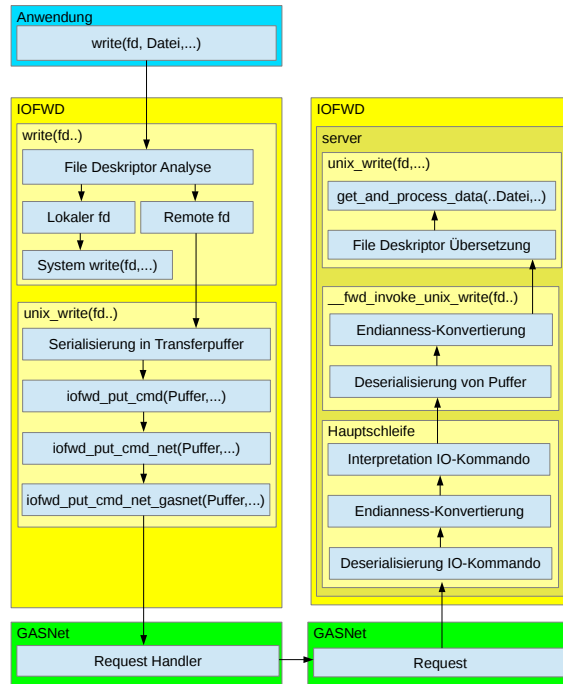 Anwendung
write(fd, Datei,...)
IOFWD
write(fd..)
File Deskriptor Analyse
Lokaler fd
Remote fd
System write(fd,...)
unix_write(fd..)
Serialisierung in Transferpuffer
iofwd_put_cmd(Puffer,...)
iofwd_put_cmd_net(Puffer,...)
iofwd_put_cmd_net_gasnet(Puffer,...)
GASNet
Request Handler
IOFWD
server
unix_write(fd,...)
get_and_process_data(..Datei,..)
File Deskriptor Übersetzung
__fwd_invoke_unix_write(fd..)
Endianness-Konvertierung
Deserialisierung von Puffer
Hauptschleife
Interpretation IO-Kommando
Endianness-Konvertierung
Deserialisierung IO-Kommando
GASNet
Request